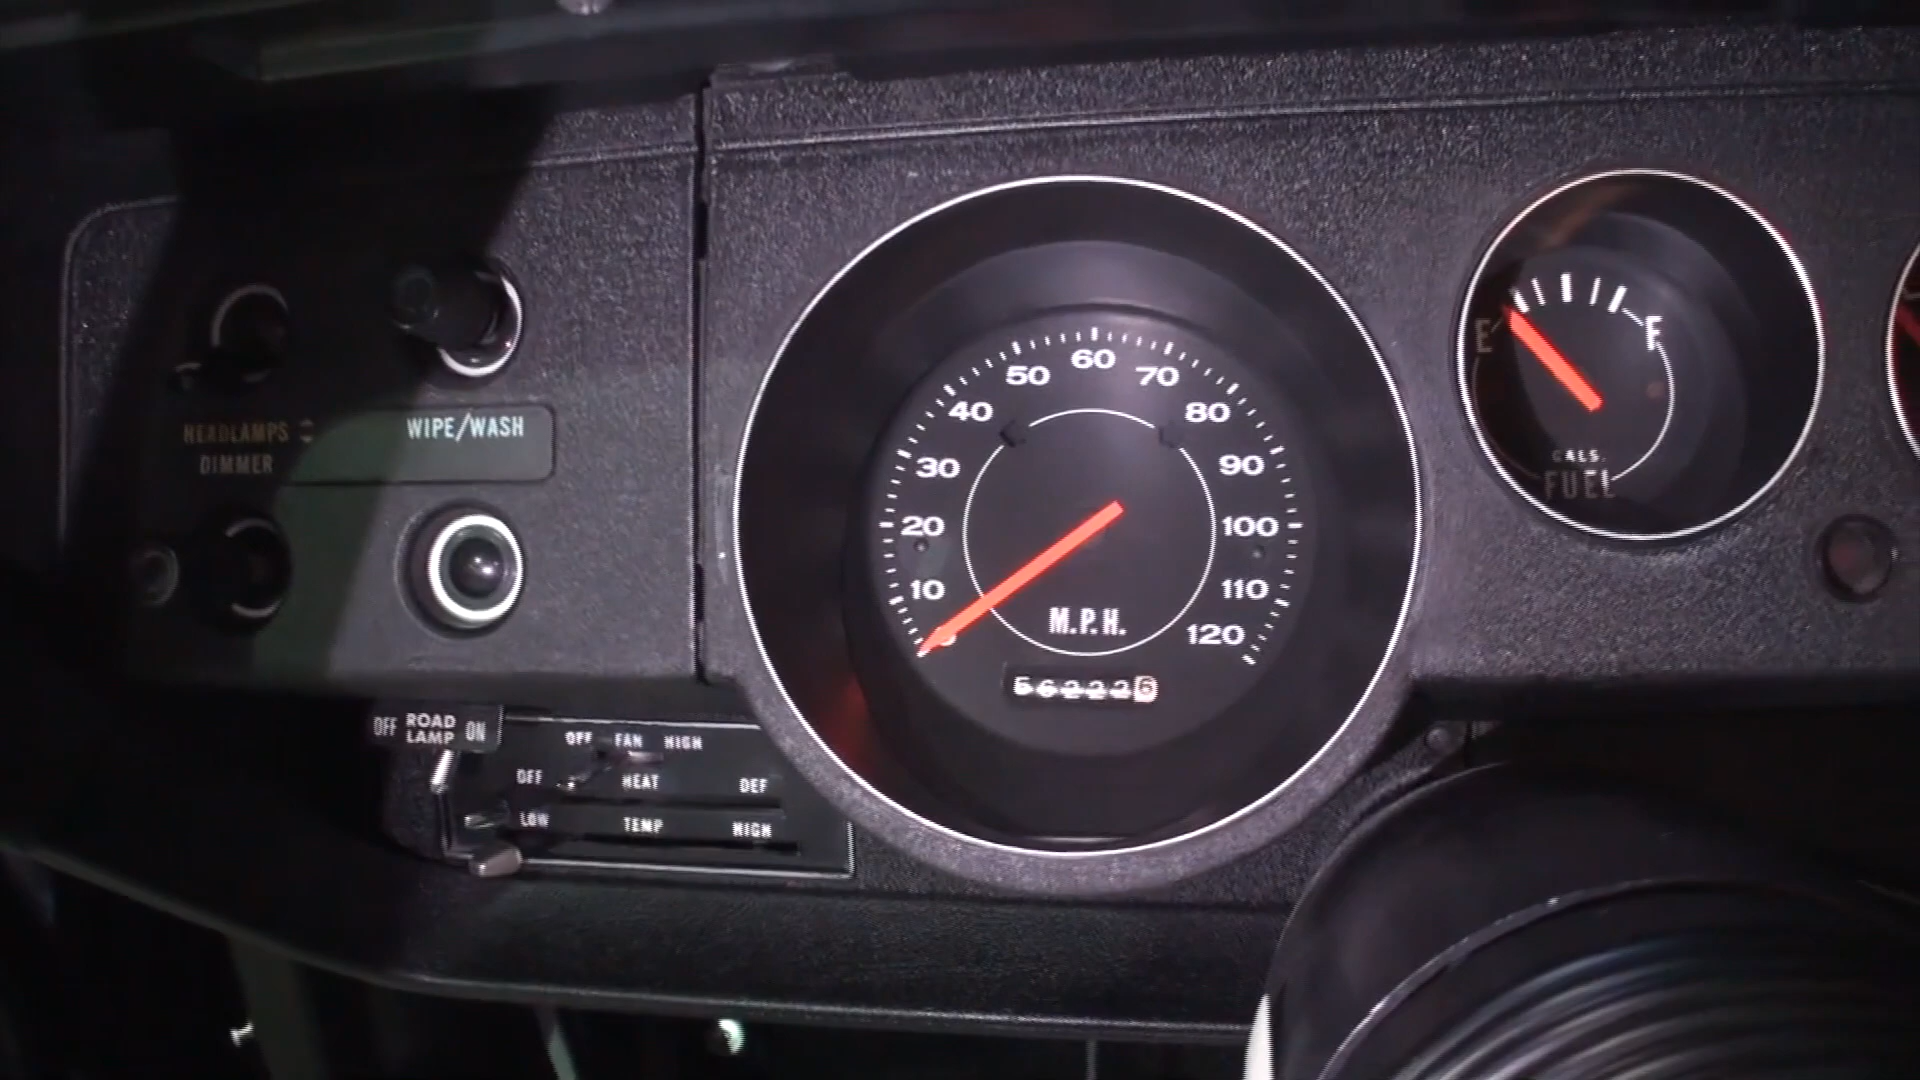 HEADLAMPS
DIMMER
WIPE/WASH
OFF ROAD LAMP ON
OFF FAN HIGH
OFF HEAT DEF
LOW TEMP HIGH
10
20
30
40
50
60
70
80
90
100
110
120
M.P.H.
562226
E F
FUEL